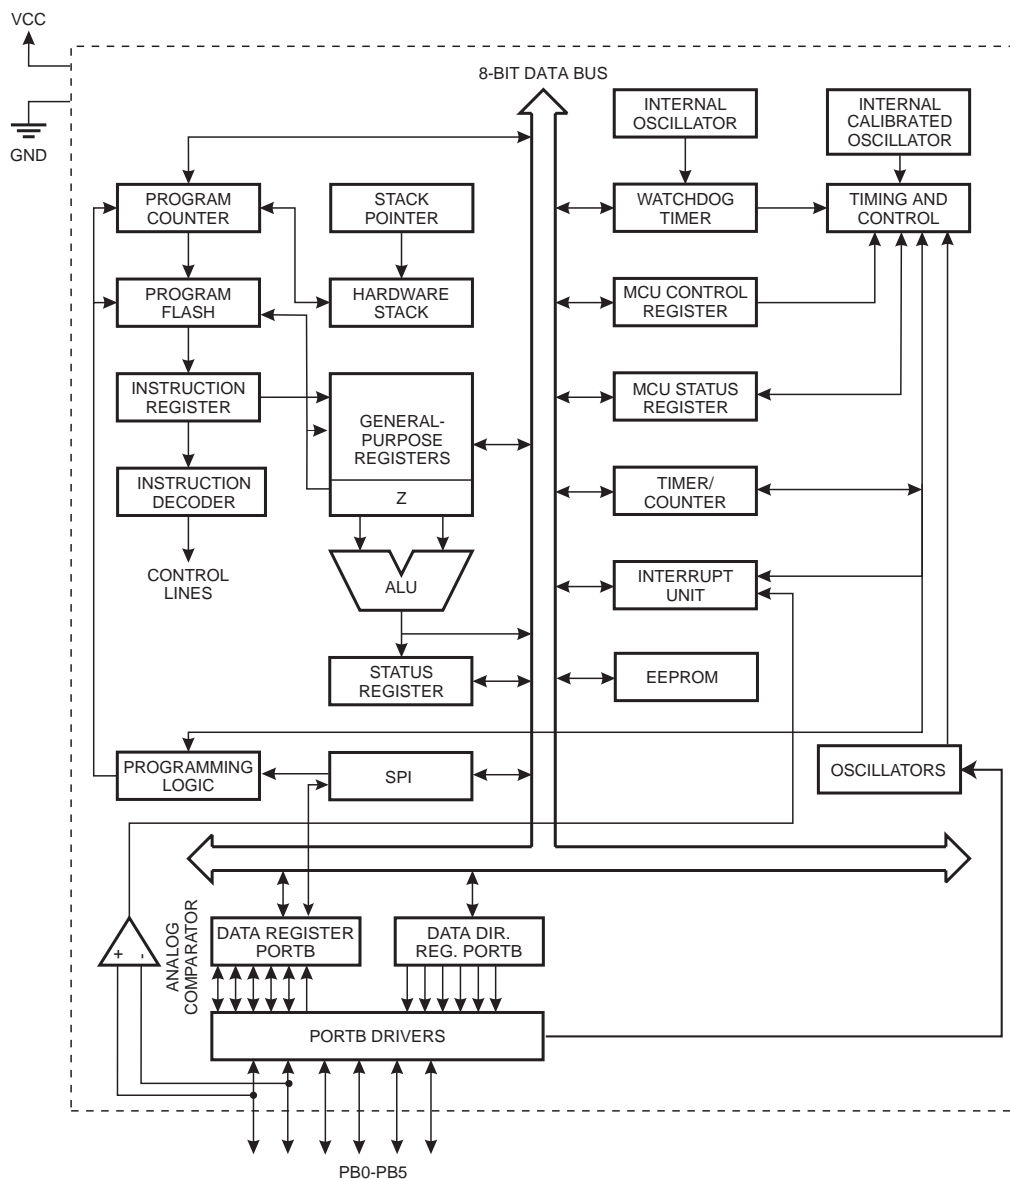 VCC
GND
8-BIT DATA BUS
INTERNAL
OSCILLATOR
INTERNAL
CALIBRATED
OSCILLATOR
PROGRAM
COUNTER
STACK
POINTER
WATCHDOG
TIMER
TIMING AND
CONTROL
PROGRAM
FLASH
HARDWARE
STACK
MCU CONTROL
REGISTER
INSTRUCTION
REGISTER
GENERAL-
PURPOSE
REGISTERS
Z
MCU STATUS
REGISTER
INSTRUCTION
DECODER
TIMER/
COUNTER
CONTROL
LINES
ALU
INTERRUPT
UNIT
STATUS
REGISTER
EEPROM
PROGRAMMING
LOGIC
SPI
OSCILLATORS
ANALOG
COMPARATOR
+
-
DATA REGISTER
PORTB
DATA DIR.
REG. PORTB
PORTB DRIVERS
PB0-PB5